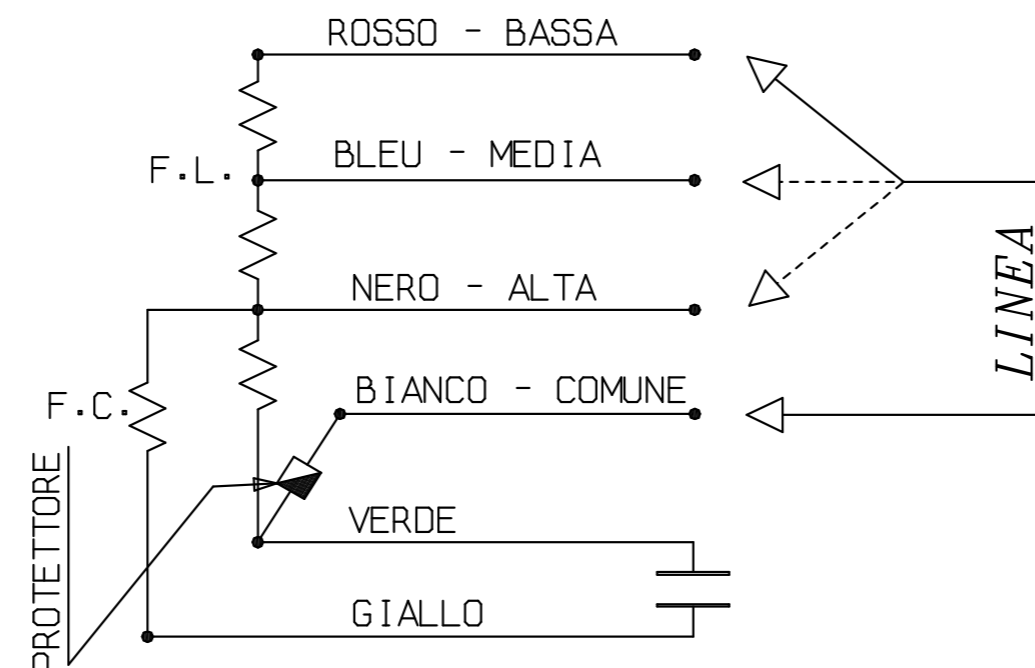 ROSSO - BASSA
BLEU - MEDIA
F.L.
NERO - ALTA
LINEA
BIANCO - COMUNE
F.C.
PROTETTORE
VERDE
GIALLO